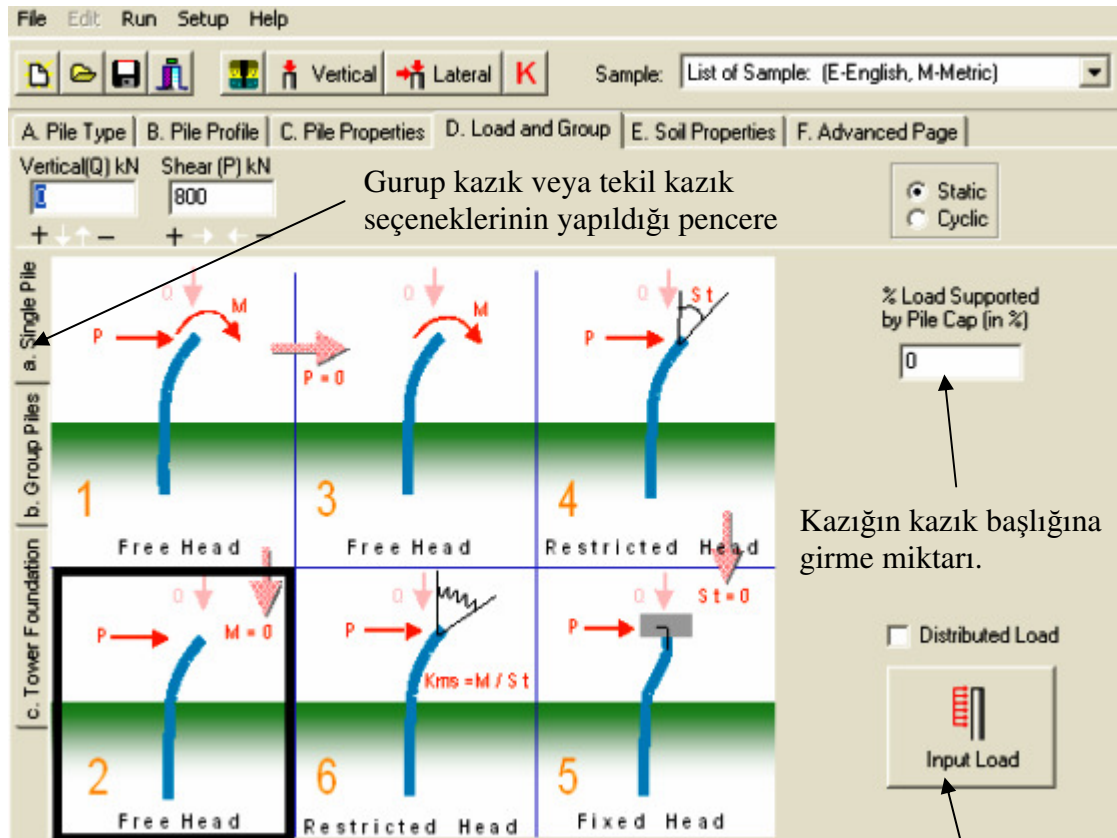 File Edit Run Setup Help
Vertical Lateral K Sample: List of Sample: (E-English, M-Metric)
A. Pile Type B. Pile Profile C. Pile Properties D. Load and Group E. Soil Properties F. Advanced Page
Vertical(Q) kN Shear (P) kN
0 800
+ - + -
Gurup kazık veya tekil kazık
seçeneklerinin yapıldığı pencere
Static
Cyclic
a. Single Pile
b. Group Piles
c. Tower Foundation
Q M P
1
Free Head
P = 0
Q M
3
Free Head
Q St P
4
Restricted Head
% Load Supported
by Pile Cap (in %)
0
Kazığın kazık başlığına
girme miktarı.
Q P M = 0
2
Free Head
Q P
Kms = M / St
6
Restricted Head
Q St = 0 P
5
Fixed Head
Distributed Load
Input Load